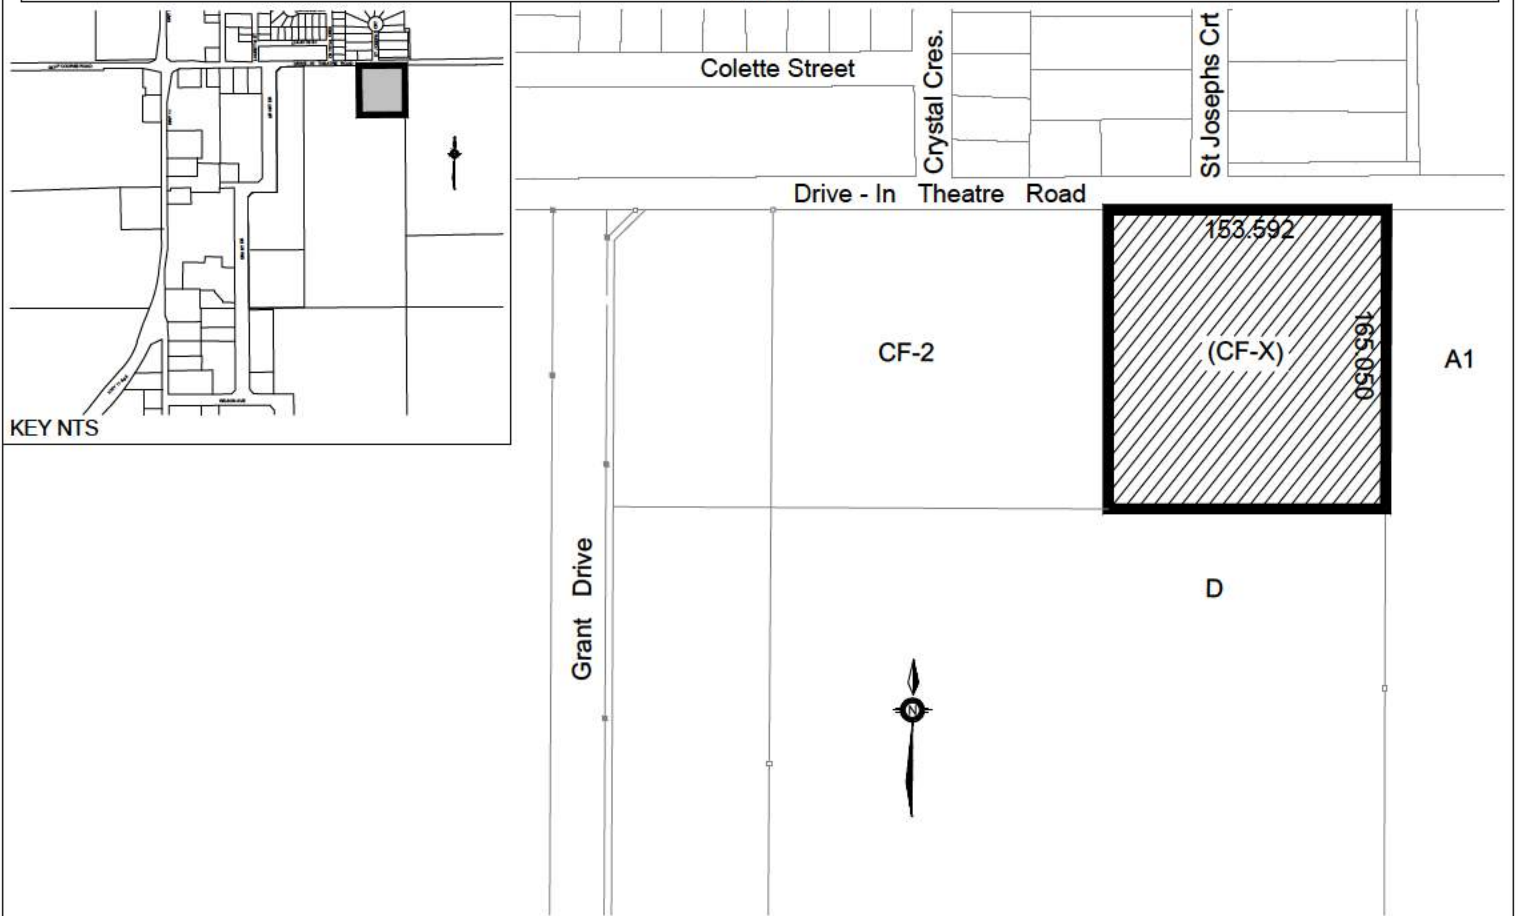 KEY NTS
Colette Street
Crystal Cres.
St Josephs Crt
Drive - In Theatre Road
153.592
165.050
(CF-X)
CF-2
A1
Grant Drive
D
N